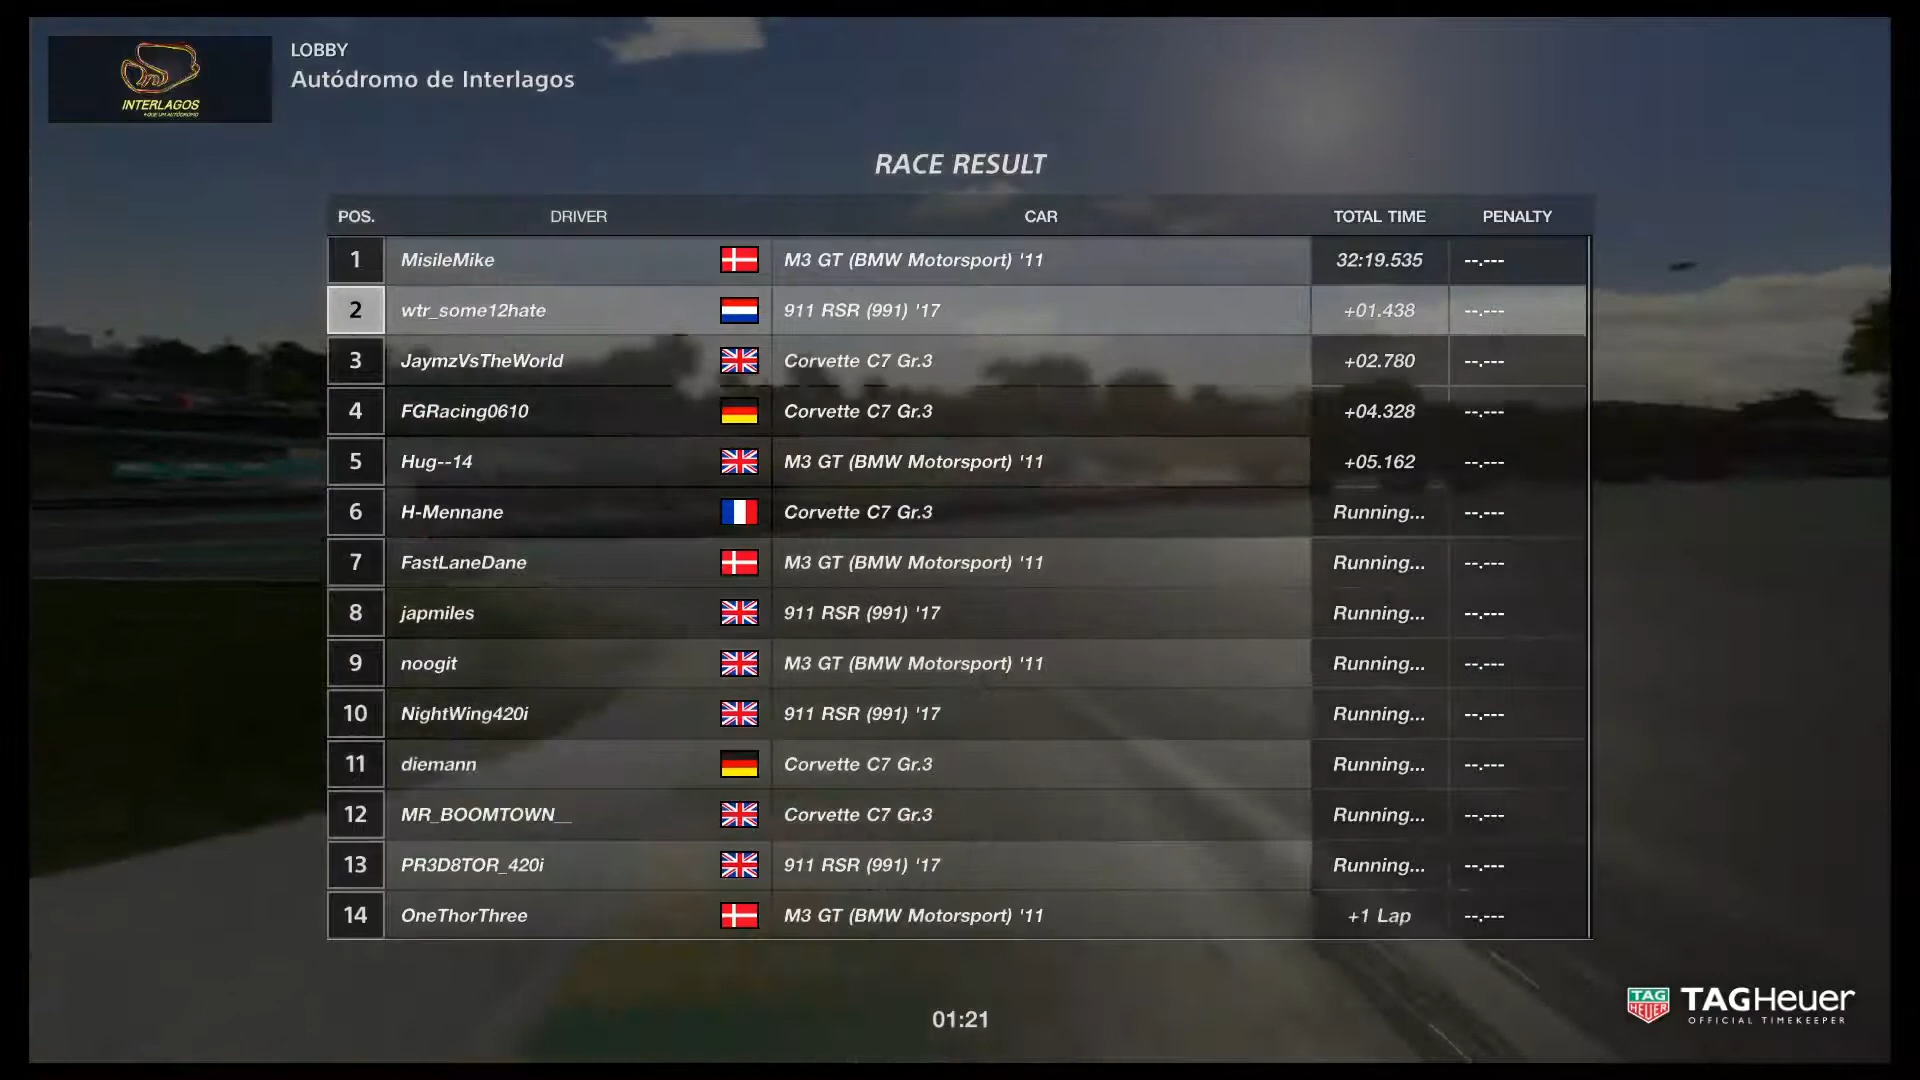 INTERLAGOS
LOBBY
Autódromo de Interlagos
RACE RESULT
POS. DRIVER CAR TOTAL TIME PENALTY
1 MisileMike M3 GT (BMW Motorsport) '11 32:19.535 --.---
2 wtr_some12hate 911 RSR (991) '17 +01.438 --.---
3 JaymzVsTheWorld Corvette C7 Gr.3 +02.780 --.---
4 FGRacing0610 Corvette C7 Gr.3 +04.328 --.---
5 Hug--14 M3 GT (BMW Motorsport) '11 +05.162 --.---
6 H-Mennane Corvette C7 Gr.3 Running... --.---
7 FastLaneDane M3 GT (BMW Motorsport) '11 Running... --.---
8 japmiles 911 RSR (991) '17 Running... --.---
9 noogit M3 GT (BMW Motorsport) '11 Running... --.---
10 NightWing420i 911 RSR (991) '17 Running... --.---
11 diemann Corvette C7 Gr.3 Running... --.---
12 MR_BOOMTOWN__ Corvette C7 Gr.3 Running... --.---
13 PR3D8TOR_420i 911 RSR (991) '17 Running... --.---
14 OneThorThree M3 GT (BMW Motorsport) '11 +1 Lap --.---
01:21
TAG HEUER TAGHeuer
OFFICIAL TIMEKEEPER